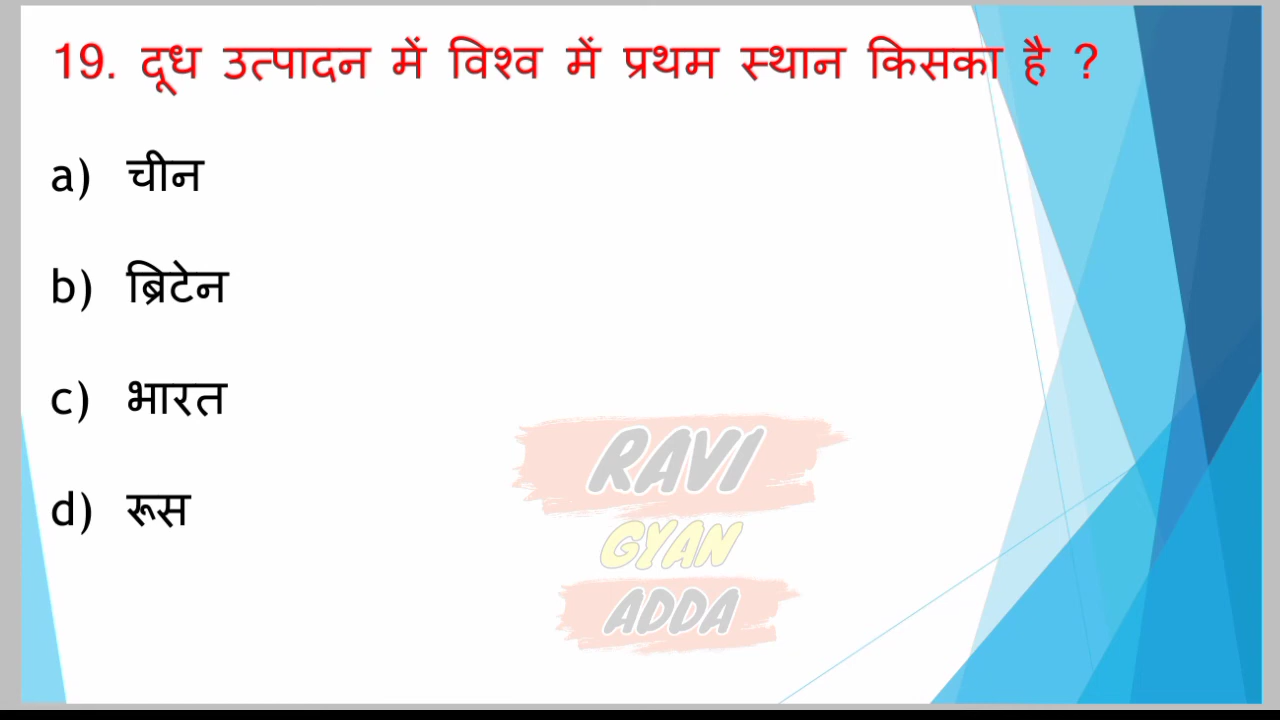 19. दूध उत्पादन में विश्व में प्रथम स्थान किसका है ?
a) चीन
b) ब्रिटेन
c) भारत
d) रूस
RAVI
GYAN
ADDA